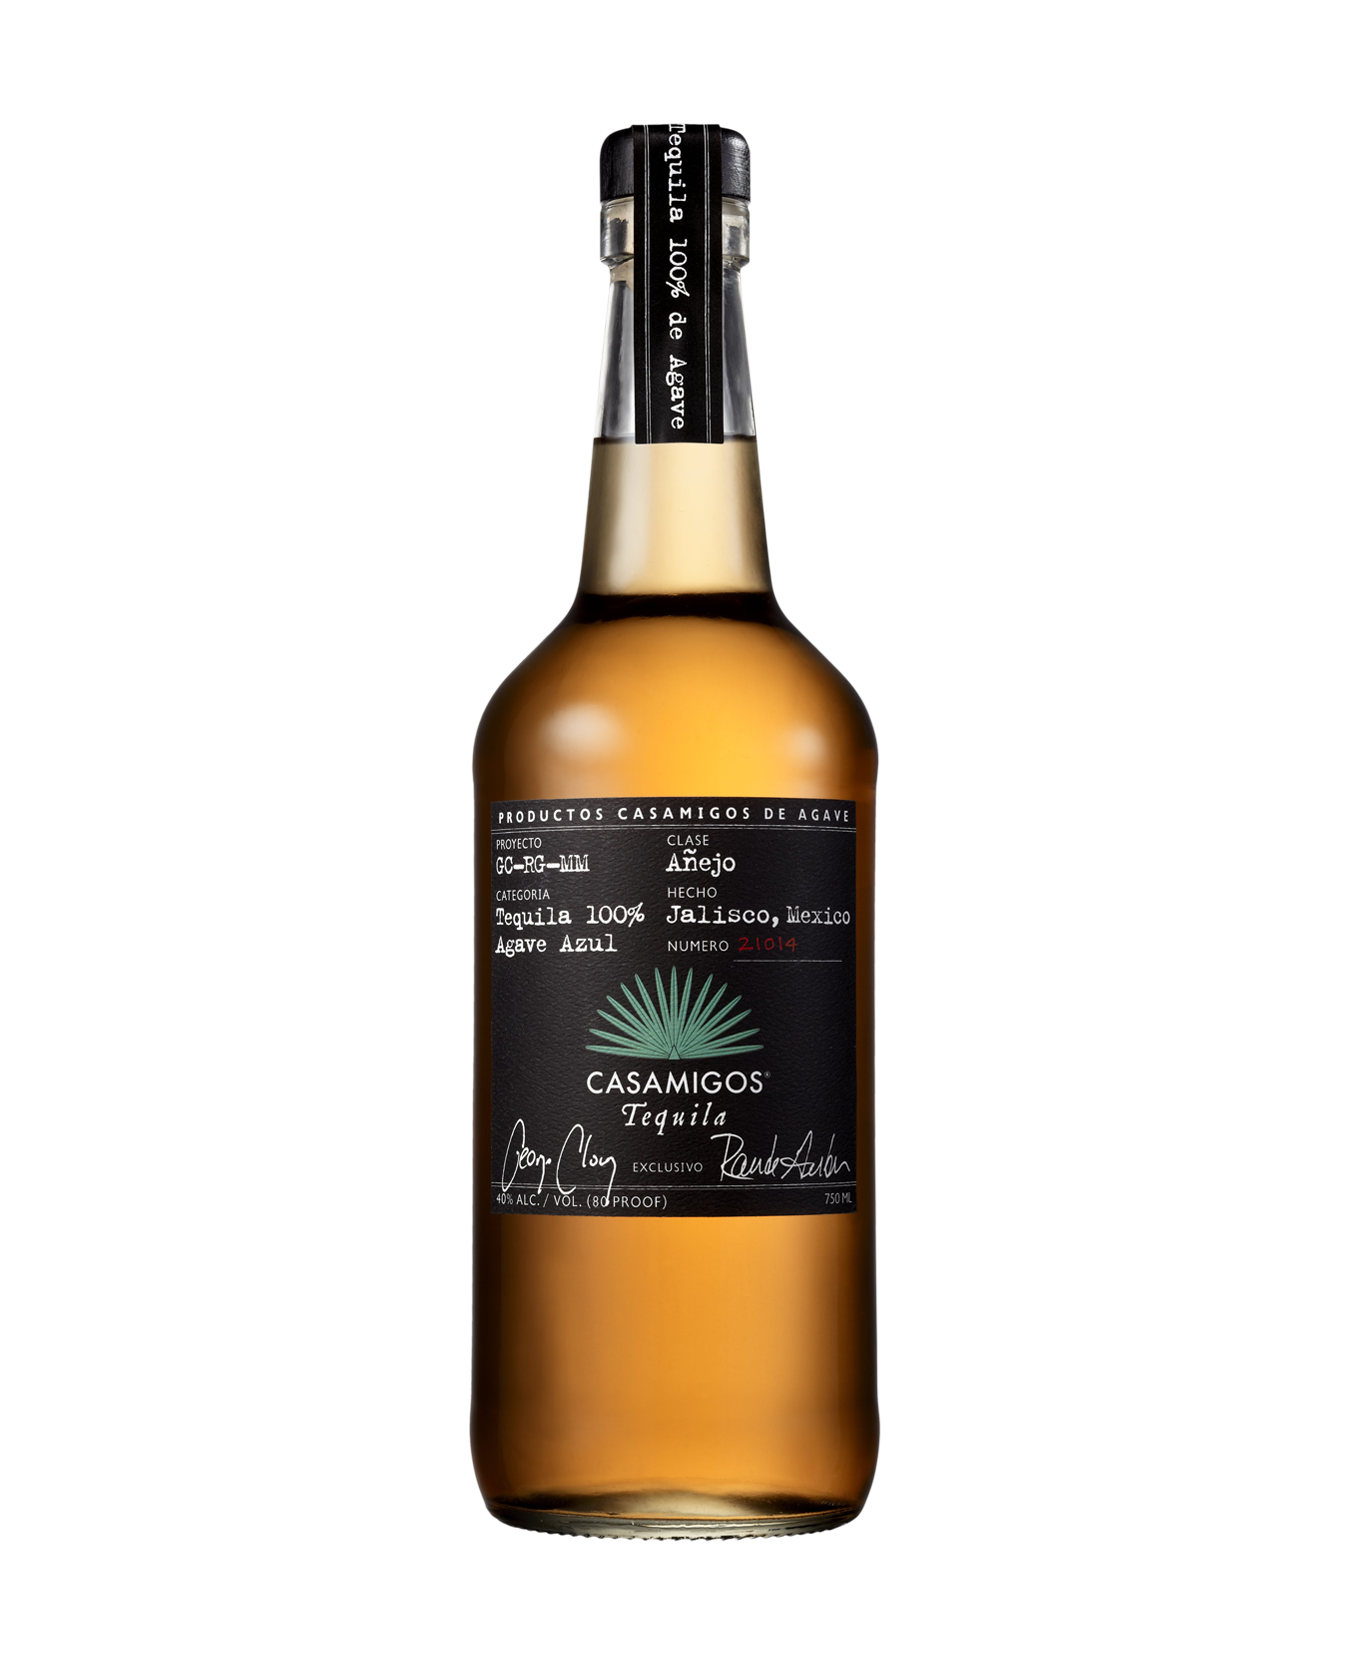 Tequila 100% de Agave
PRODUCTOS CASAMIGOS DE AGAVE
PROYECTO
GC-RG-MM
CLASE
Añejo
CATEGORIA
Tequila 100%
Agave Azul
HECHO
Jalisco, Mexico
NUMERO 21014
CASAMIGOS®
Tequila
EXCLUSIVO
40% ALC. / VOL. (80 PROOF)
750 ML